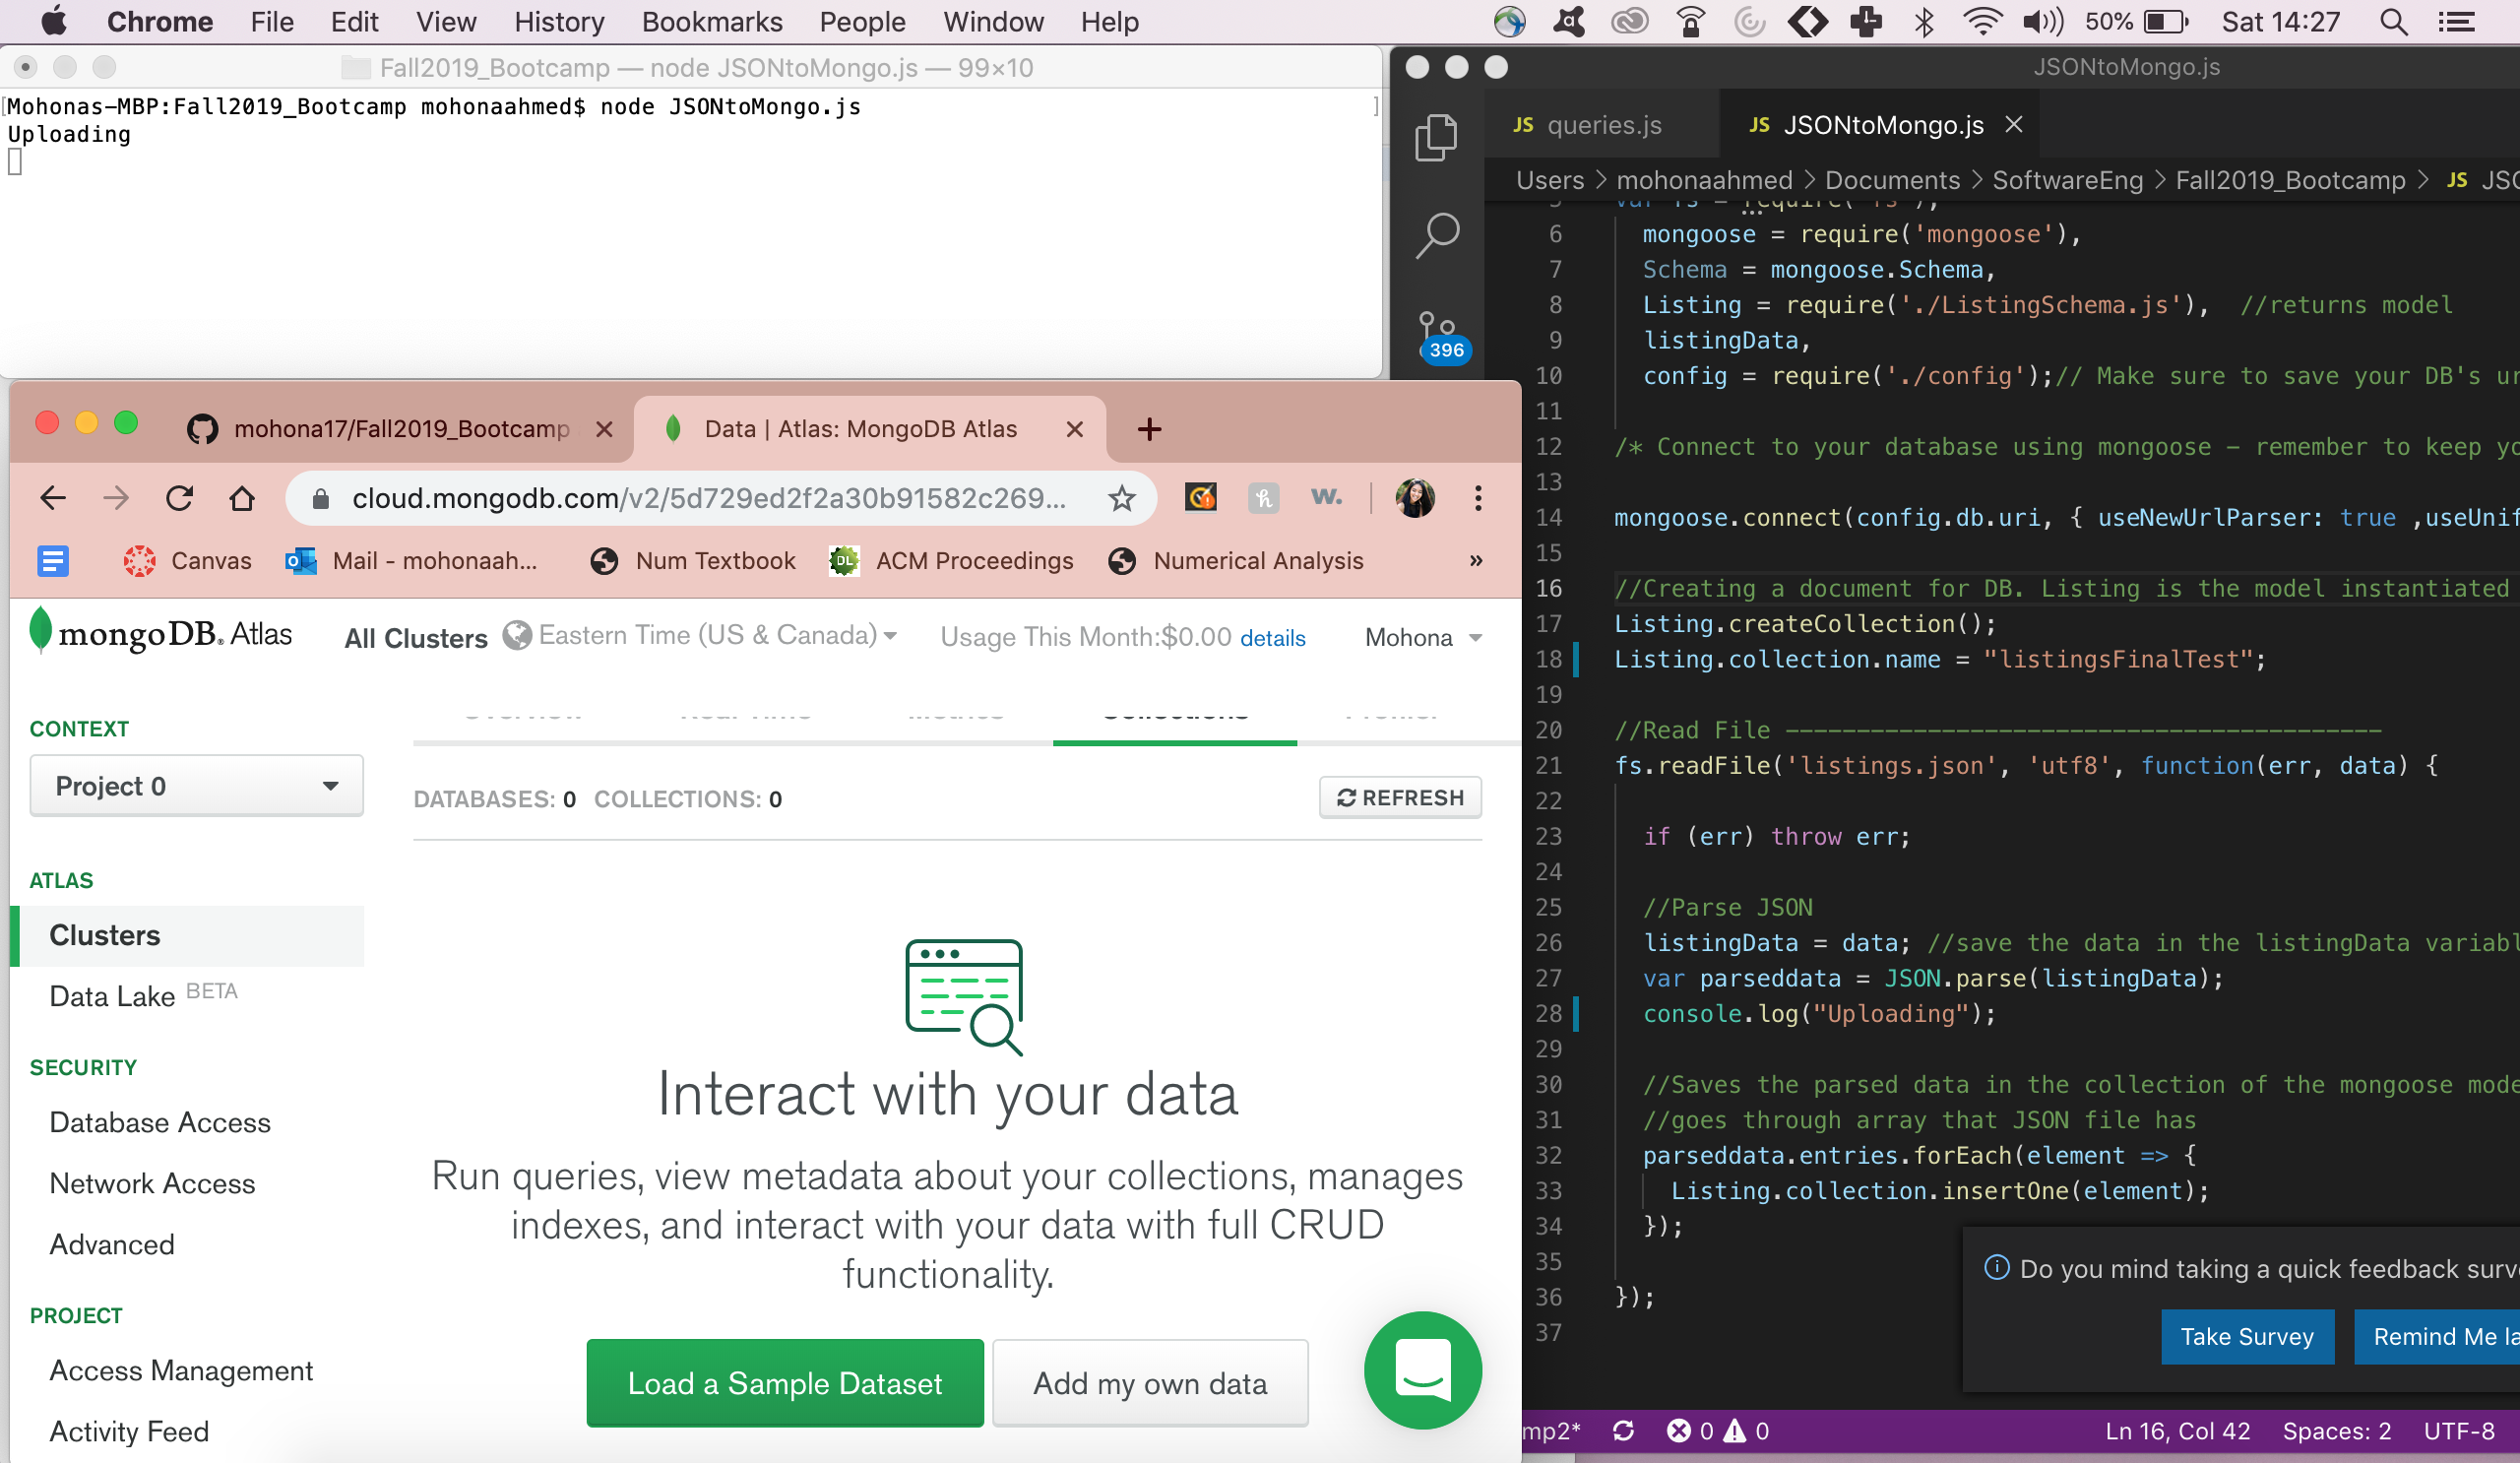 Chrome File Edit View History Bookmarks People Window Help 50% Sat 14:27
Fall2019_Bootcamp — node JSONtoMongo.js — 99×10
Mohonas-MBP:Fall2019_Bootcamp mohonaahmed$ node JSONtoMongo.js
Uploading
mohona17/Fall2019_Bootcamp
Data | Atlas: MongoDB Atlas
cloud.mongodb.com/v2/5d729ed2f2a30b91582c269...
Canvas Mail - mohonaah... Num Textbook ACM Proceedings Numerical Analysis »
mongoDB. Atlas All Clusters Eastern Time (US & Canada) Usage This Month:$0.00 details Mohona
CONTEXT
Project 0
ATLAS
Clusters
Data Lake BETA
SECURITY
Database Access
Network Access
Advanced
PROJECT
Access Management
Activity Feed
Collections
DATABASES: 0 COLLECTIONS: 0
REFRESH
Interact with your data
Run queries, view metadata about your collections, manages
indexes, and interact with your data with full CRUD
functionality.
Load a Sample Dataset
Add my own data
JSONtoMongo.js
JS queries.js JS JSONtoMongo.js
Users > mohonaahmed > Documents > SoftwareEng > Fall2019_Bootcamp > JS
396
5 var fs = require('fs'),
6 mongoose = require('mongoose'),
7 Schema = mongoose.Schema,
8 Listing = require('./ListingSchema.js'), //returns model
9 listingData,
10 config = require('./config');// Make sure to save your DB's
11
12 /* Connect to your database using mongoose - remember to keep
13
14 mongoose.connect(config.db.uri, { useNewUrlParser: true ,useUnif
15
16 //Creating a document for DB. Listing is the model instantiated
17 Listing.createCollection();
18 Listing.collection.name = "listingsFinalTest";
19
20 //Read File ------------------------------------------
21 fs.readFile('listings.json', 'utf8', function(err, data) {
22
23 if (err) throw err;
24
25 //Parse JSON
26 listingData = data; //save the data in the listingData variabl
27 var parseddata = JSON.parse(listingData);
28 console.log("Uploading");
29
30 //Saves the parsed data in the collection of the mongoose mode
31 //goes through array that JSON file has
32 parseddata.entries.forEach(element => {
33 Listing.collection.insertOne(element);
34 });
35
36 });
37
Do you mind taking a quick feedback surve
Take Survey
Remind Me la
mp2* 0 0 Ln 16, Col 42 Spaces: 2 UTF-8